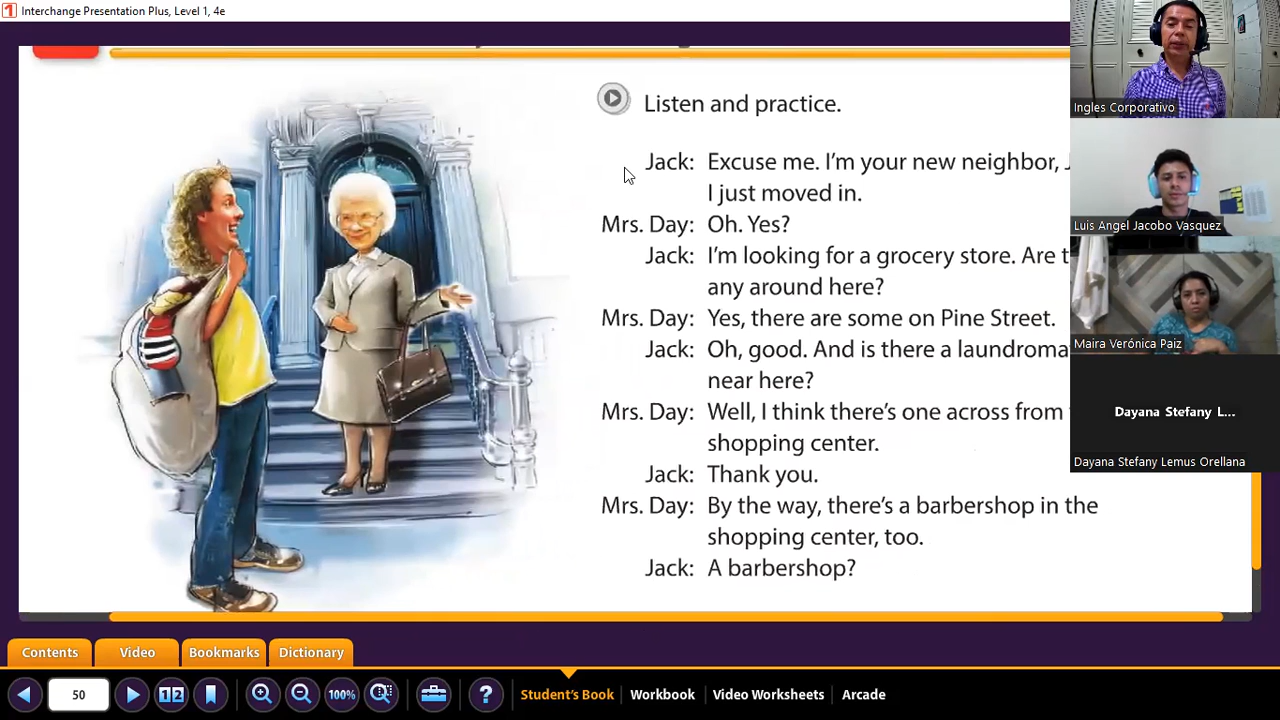 Interchange Presentation Plus, Level 1, 4e
Listen and practice.
Jack: Excuse me. I'm your new neighbor,
I just moved in.
Mrs. Day: Oh. Yes?
Jack: I'm looking for a grocery store. Are
any around here?
Mrs. Day: Yes, there are some on Pine Street.
Jack: Oh, good. And is there a
near here?
Mrs. Day: Well, I think there's one across from
shopping center.
Jack: Thank you.
Mrs. Day: By the way, there's a barbershop in the
shopping center, too.
Jack: A barbershop?
Ingles Corporativo
Luis Angel Jacobo Vasquez
Maira Verónica Paiz
Dayana Stefany L...
Dayana Stefany Lemus Orellana
Contents Video Bookmarks Dictionary
50 1 2 100% ? Student's Book Workbook Video Worksheets Arcade